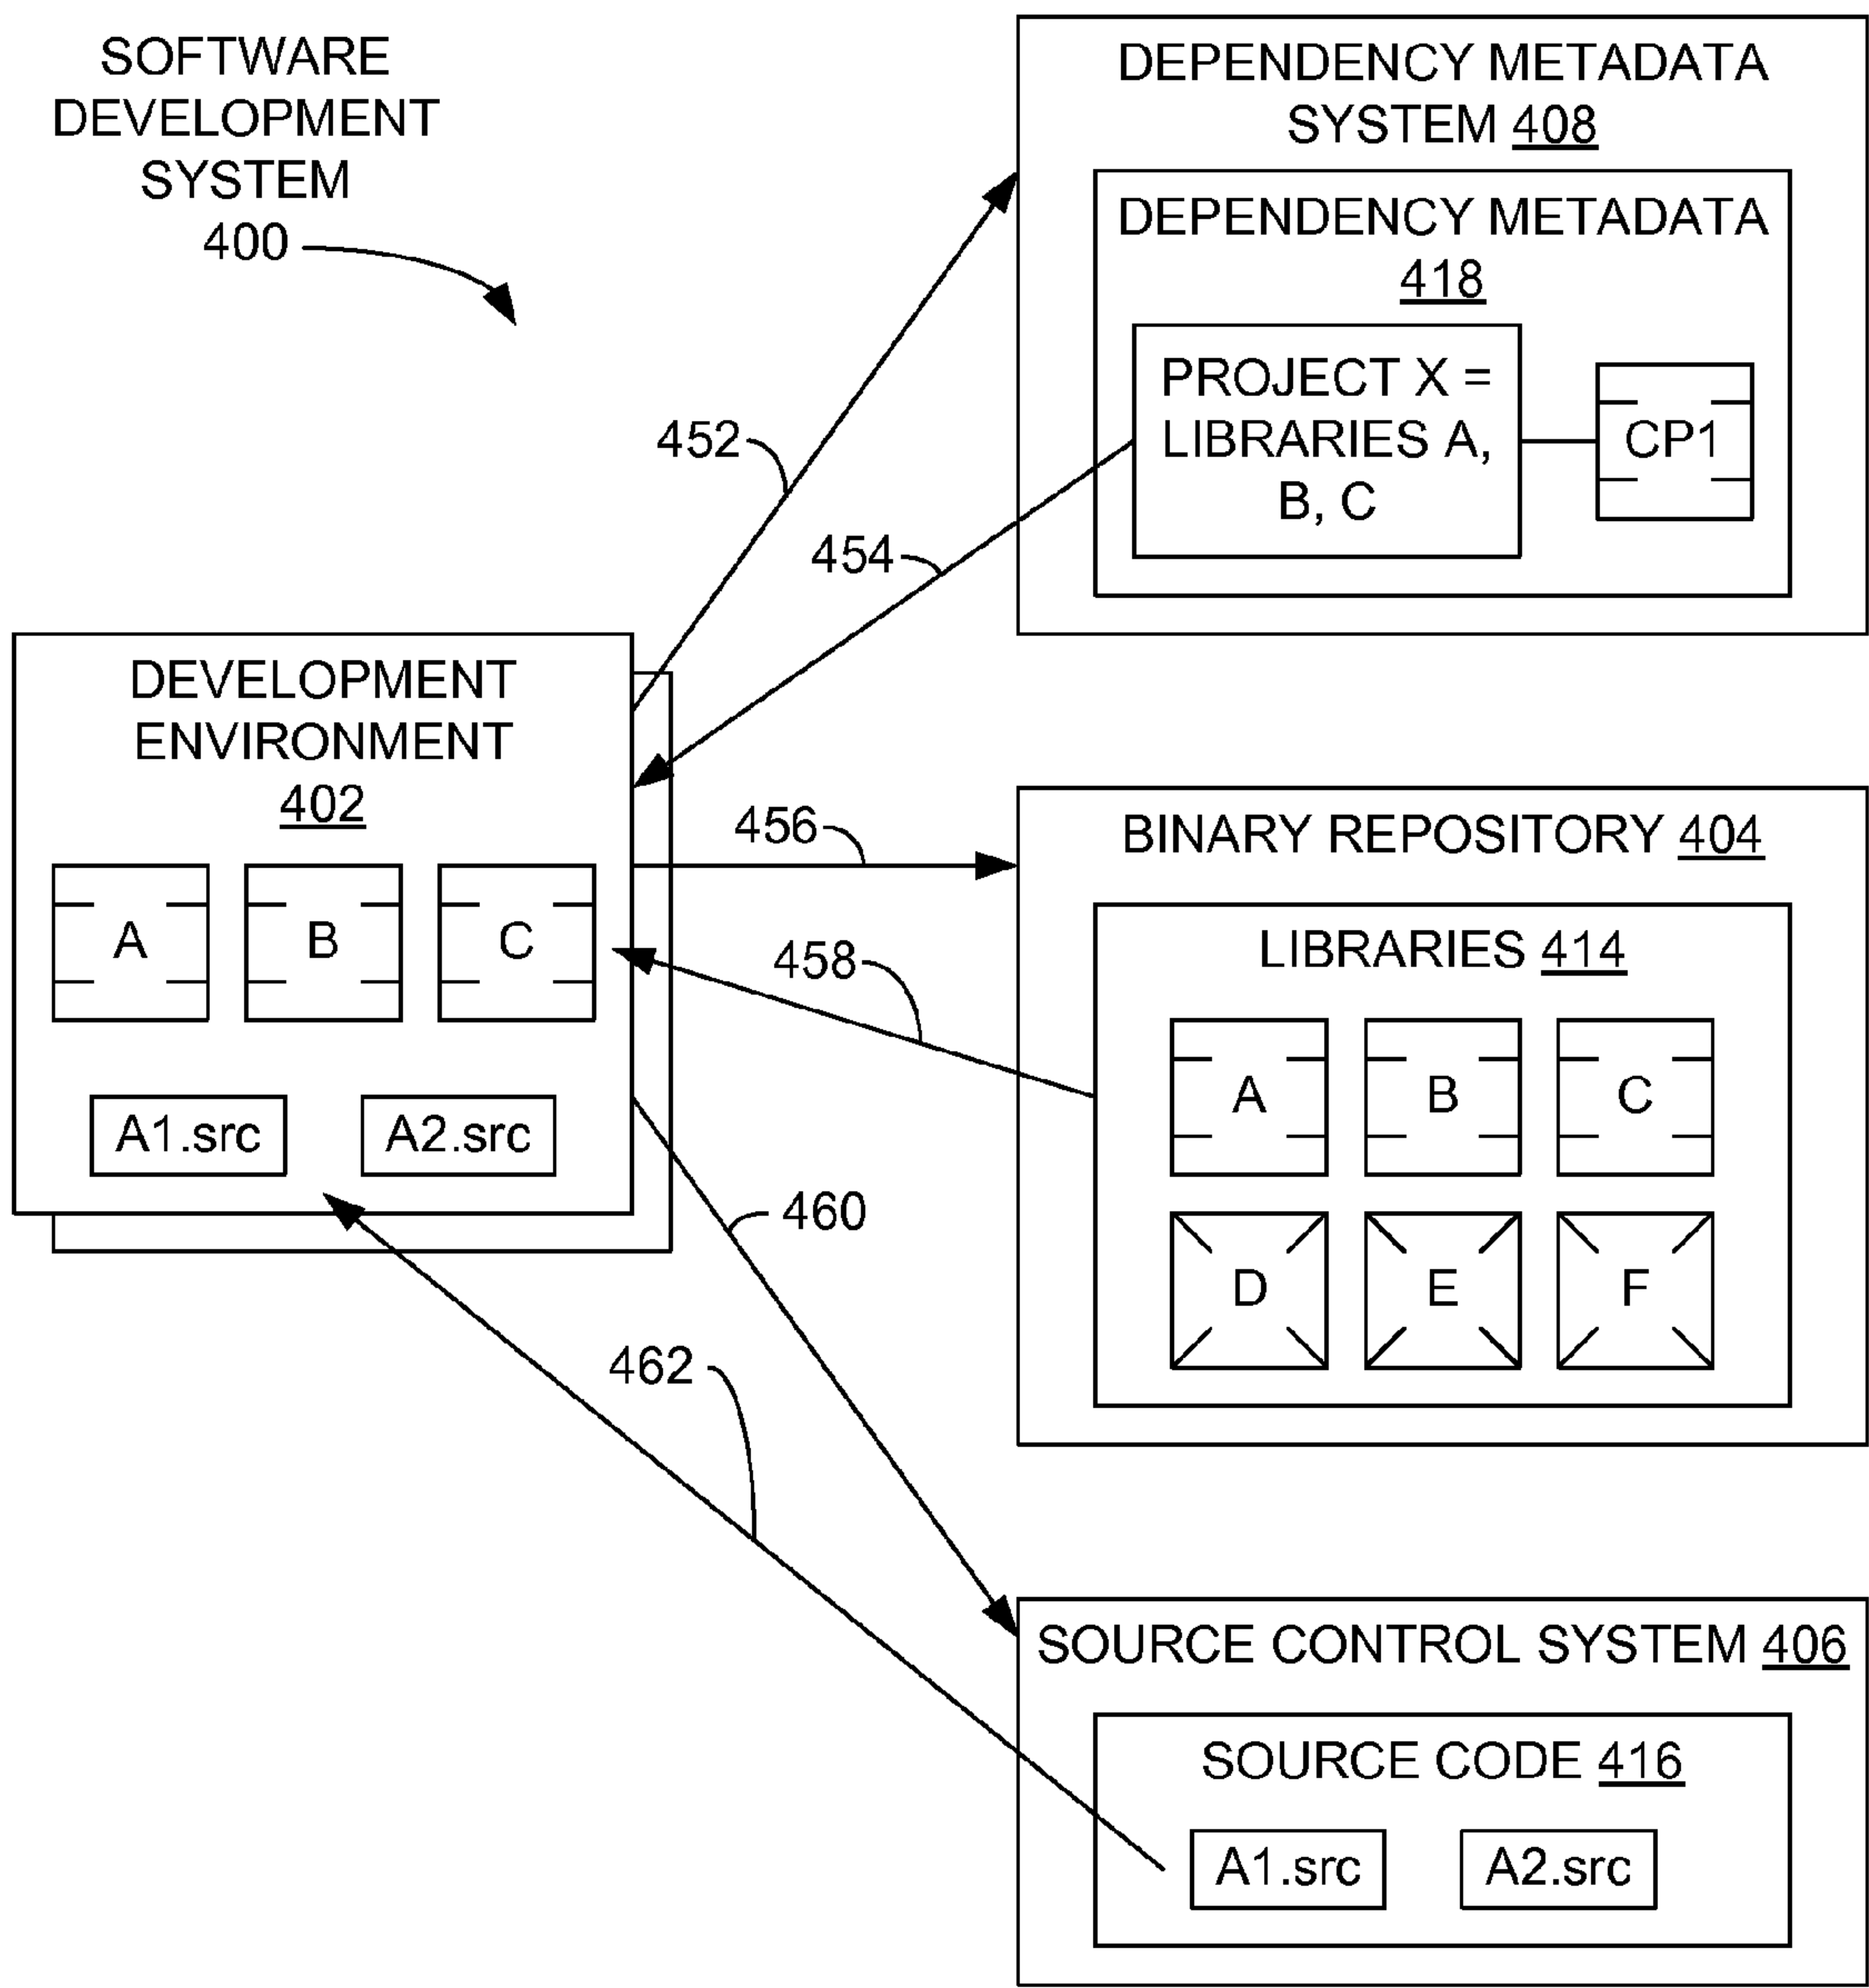 SOFTWARE
DEVELOPMENT
SYSTEM
400
DEPENDENCY METADATA
SYSTEM 408
DEPENDENCY METADATA
418
PROJECT X =
LIBRARIES A,
B, C
CP1
452
454
DEVELOPMENT
ENVIRONMENT
402
A B C
A1.src A2.src
456
458
BINARY REPOSITORY 404
LIBRARIES 414
A B C
D E F
460
462
SOURCE CONTROL SYSTEM 406
SOURCE CODE 416
A1.src A2.src